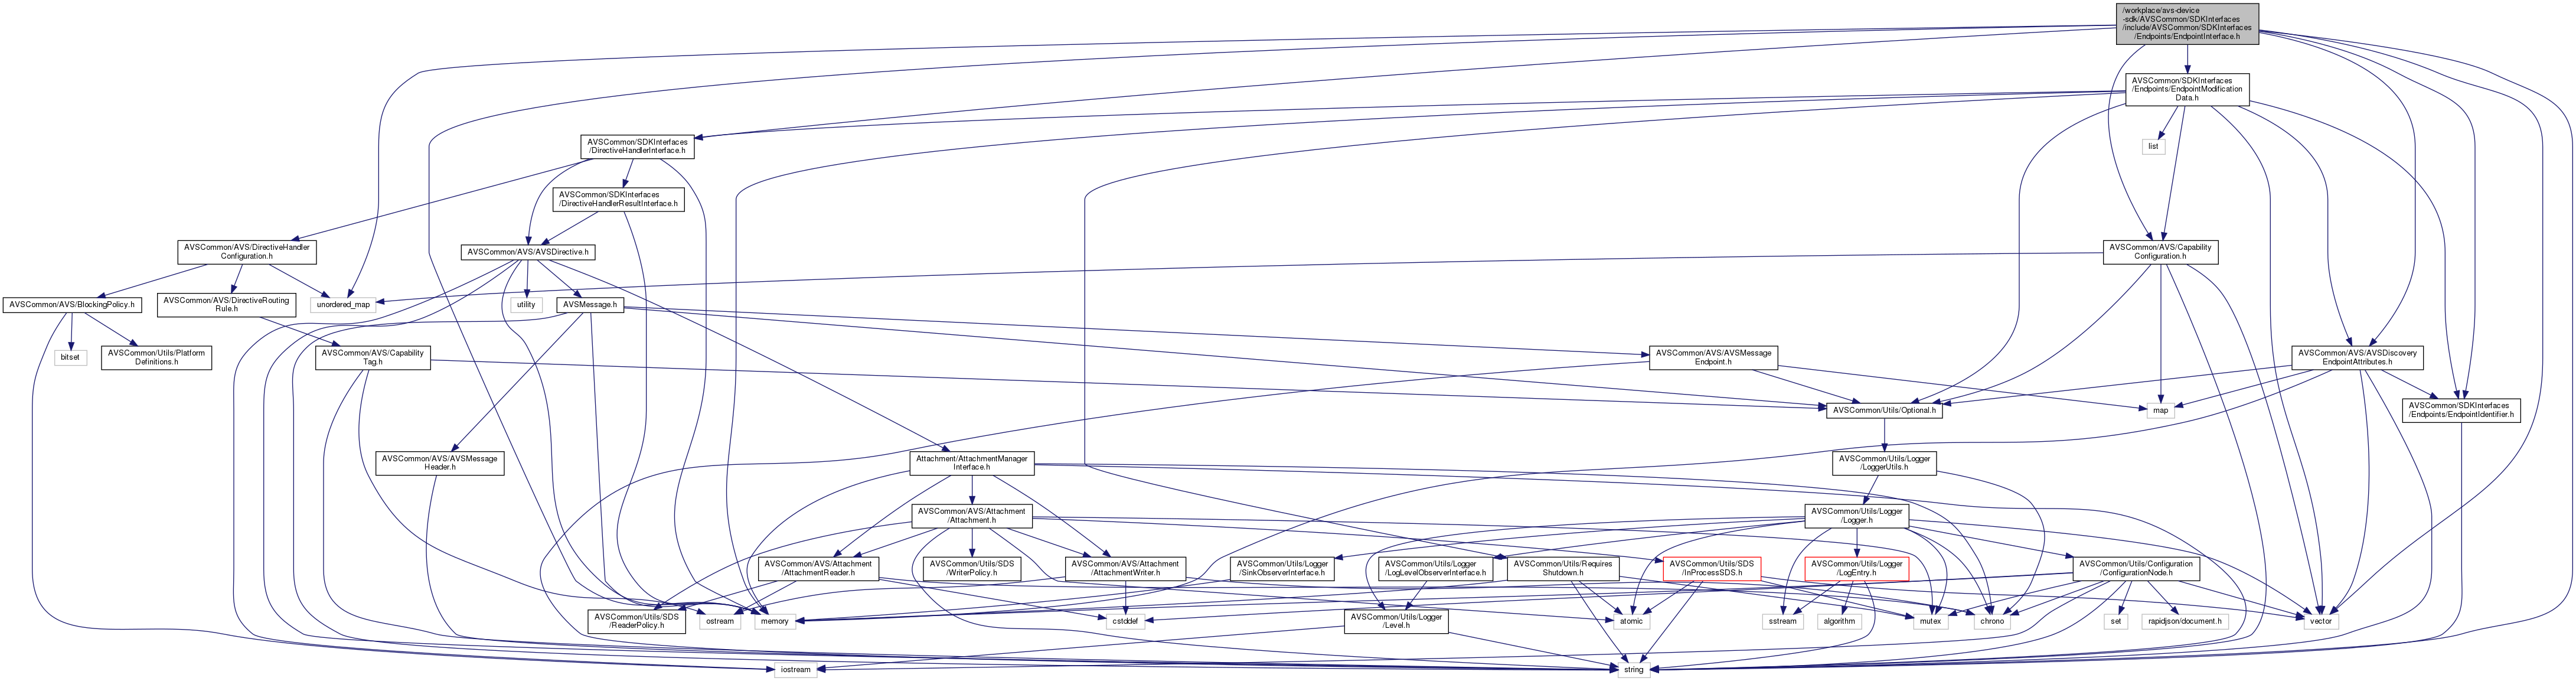 /workplace/avs-device
-sdk/AVSCommon/SDKInterfaces
/include/AVSCommon/SDKInterfaces
/Endpoints/EndpointInterface.h
AVSCommon/SDKInterfaces
/Endpoints/EndpointModification
Data.h
list
AVSCommon/SDKInterfaces
/DirectiveHandlerInterface.h
AVSCommon/SDKInterfaces
/DirectiveHandlerResultInterface.h
AVSCommon/AVS/DirectiveHandler
Configuration.h
AVSCommon/AVS/AVSDirective.h
AVSCommon/AVS/Capability
Configuration.h
AVSCommon/AVS/BlockingPolicy.h
AVSCommon/AVS/DirectiveRouting
Rule.h
unordered_map
utility
AVSMessage.h
bitset
AVSCommon/Utils/Platform
Definitions.h
AVSCommon/AVS/Capability
Tag.h
AVSCommon/AVS/AVSMessage
Endpoint.h
AVSCommon/AVS/AVSDiscovery
EndpointAttributes.h
AVSCommon/Utils/Optional.h
map
AVSCommon/SDKInterfaces
/Endpoints/EndpointIdentifier.h
AVSCommon/AVS/AVSMessage
Header.h
Attachment/AttachmentManager
Interface.h
AVSCommon/Utils/Logger
/LoggerUtils.h
AVSCommon/AVS/Attachment
/Attachment.h
AVSCommon/Utils/Logger
/Logger.h
AVSCommon/AVS/Attachment
/AttachmentReader.h
AVSCommon/Utils/SDS
/WriterPolicy.h
AVSCommon/AVS/Attachment
/AttachmentWriter.h
AVSCommon/Utils/Logger
/SinkObserverInterface.h
AVSCommon/Utils/Logger
/LogLevelObserverInterface.h
AVSCommon/Utils/Requires
Shutdown.h
AVSCommon/Utils/SDS
/InProcessSDS.h
AVSCommon/Utils/Logger
/LogEntry.h
AVSCommon/Utils/Configuration
/ConfigurationNode.h
AVSCommon/Utils/SDS
/ReaderPolicy.h
ostream
memory
cstddef
AVSCommon/Utils/Logger
/Level.h
atomic
sstream
algorithm
mutex
chrono
set
rapidjson/document.h
vector
iostream
string